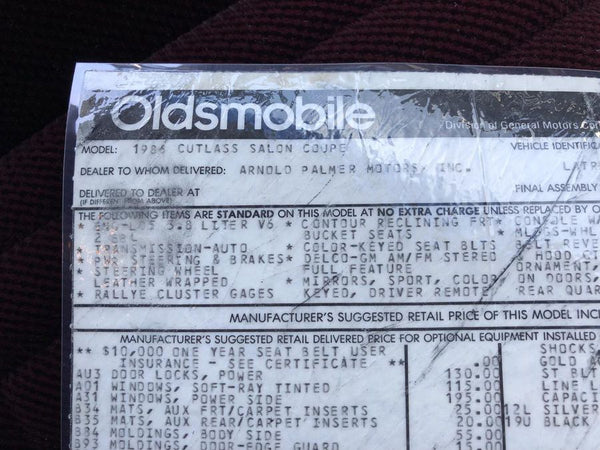 Oldsmobile
Division of General Motors Co
MODEL: 1986 CUTLASS SALON COUPE VEHICLE IDENTIFIC
DEALER TO WHOM DELIVERED: ARNOLD PALMER MOTORS, INC. LATR
DELIVERED TO DEALER AT FINAL ASSEMBLY
(IF DIFFERENT FROM ABOVE)
THE FOLLOWING ITEMS ARE STANDARD ON THIS MODEL AT NO EXTRA CHARGE UNLESS REPLACED BY O
3.8 LITER V6 * CONTOUR RECLINING FRT * CONSOLE
BUCKET SEATS
* TRANSMISSION-AUTO * COLOR-KEYED SEAT BLTS BELT REVE
* PWR STEERING & BRAKES * DELCO-GM AM/FM STEREO HOOD
* STEERING WHEEL FULL FEATURE ORNAMENT,
LEATHER WRAPPED * MIRRORS, SPORT, COLOR ON DOORS,
* RALLYE CLUSTER GAGES KEYED, DRIVER REMOTE REAR QUAR
MANUFACTURER'S SUGGESTED RETAIL PRICE OF THIS MODEL INCL
MANUFACTURER'S SUGGESTED RETAIL DELIVERED PRICE FOR OPTIONAL EQUIPMENT INSTALLED
** $10,000 ONE YEAR SEAT BELT USER SHOCKS
INSURANCE - SEE CERTIFICATE ** .00 GOLD
AU3 DOOR LOCKS, POWER 130.00 ST BLT
A01 WINDOWS, SOFT-RAY TINTED 115.00 LINE
A31 WINDOWS, POWER SIDE 195.00 CAPACI
B34 MATS, AUX FRT/CARPET INSERTS 25.00 12L SILVER
B35 MATS, AUX REAR/CARPET INSERTS 20.00 19U BLACK
B84 MOLDINGS, BODY SIDE 55.00
B93 MOLDINGS, DOOR-EDGE GUARD 15.00